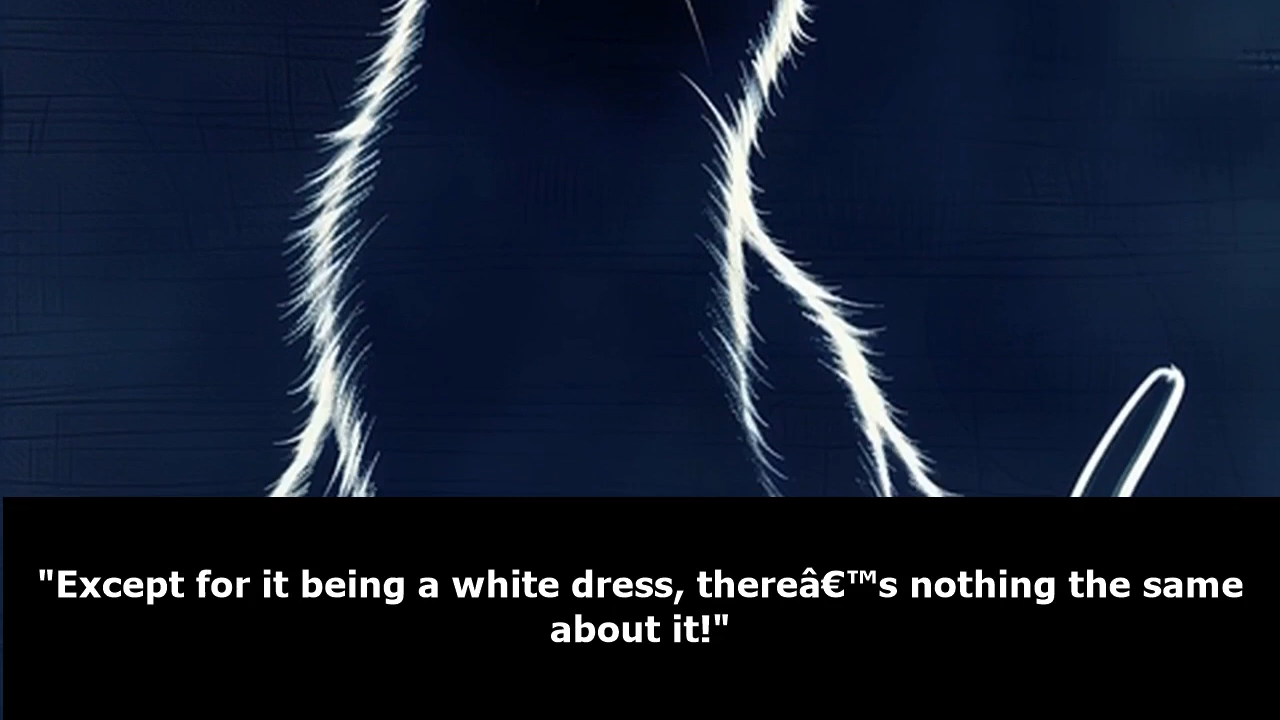 "Except for it being a white dress, thereâ€™s nothing the same
about it!"